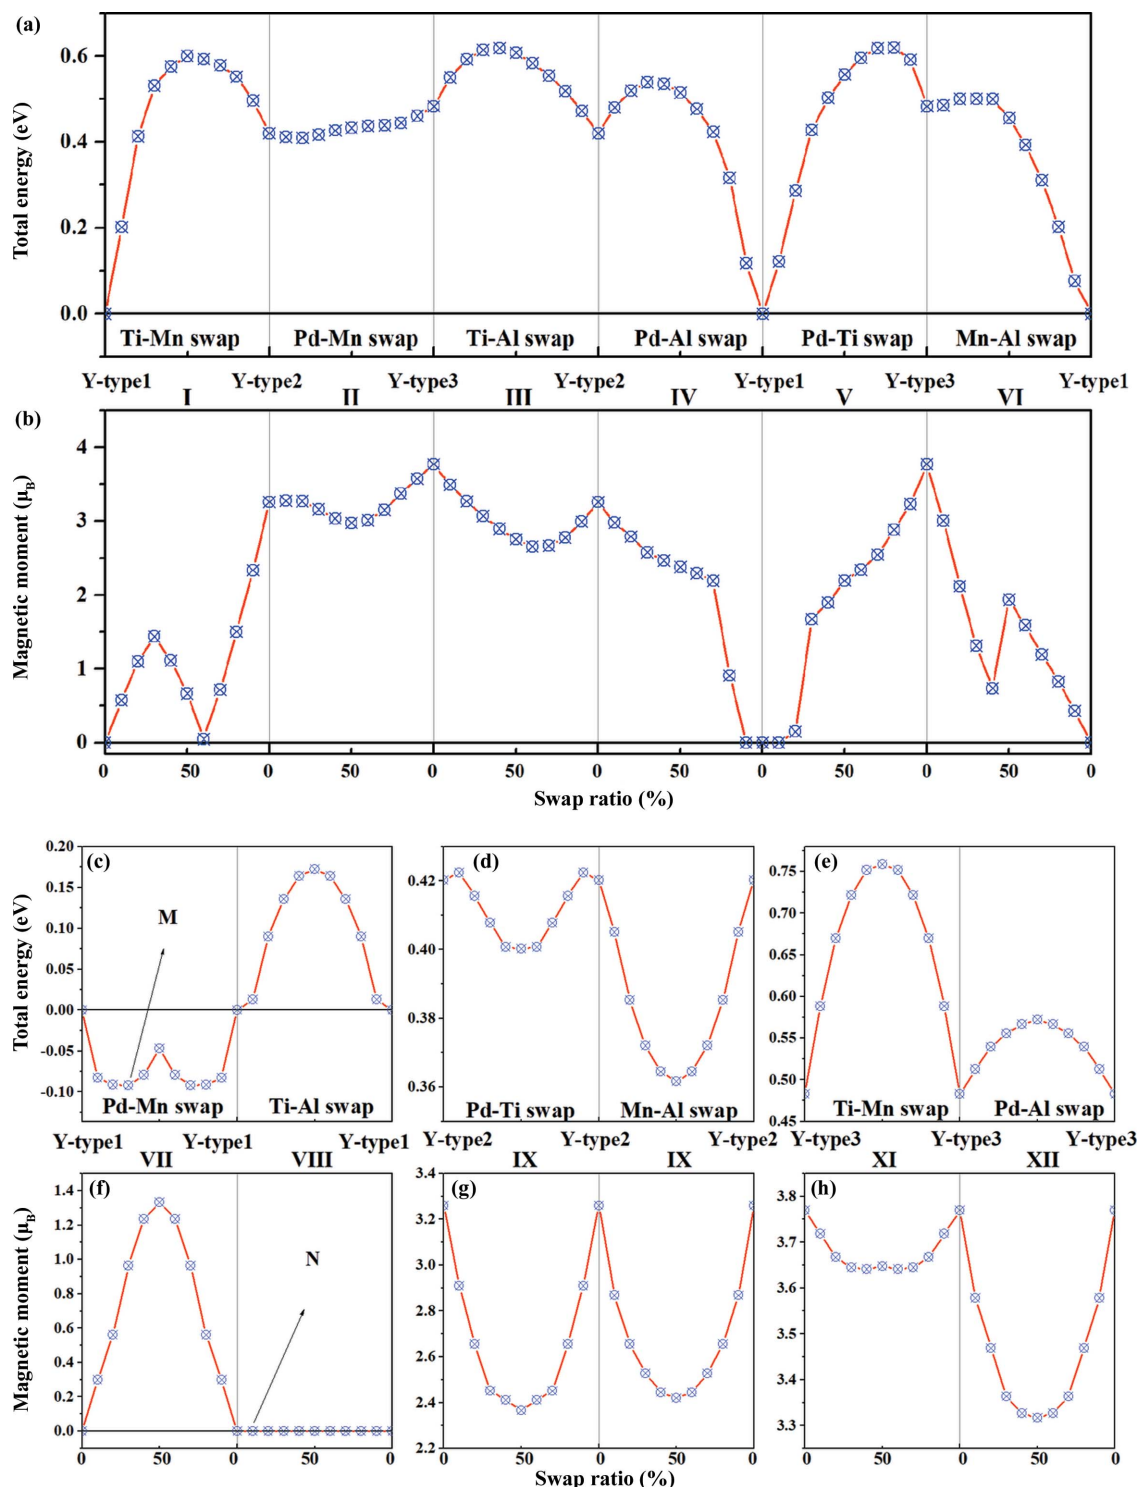 (a)
Total energy (eV)
0.6
0.4
0.2
0.0
Ti-Mn swap Pd-Mn swap Ti-Al swap Pd-Al swap Pd-Ti swap Mn-Al swap
Y-type1 Y-type2 Y-type3 Y-type2 Y-type1 Y-type3 Y-type1
I II III IV V VI
(b)
Magnetic moment (μB)
4
3
2
1
0
0 50 0 50 0 50 0 50 0 50 0 50 0
Swap ratio (%)
(c)
Total energy (eV)
0.20
0.15
0.10
0.05
0.00
-0.05
-0.10
M
Pd-Mn swap Ti-Al swap
(d)
0.42
0.40
0.38
0.36
Pd-Ti swap Mn-Al swap
(e)
0.75
0.70
0.65
0.60
0.55
0.50
0.45
Ti-Mn swap Pd-Al swap
Y-type1 Y-type1 Y-type1 Y-type2 Y-type2 Y-type2 Y-type3 Y-type3 Y-type3
VII VIII IX IX XI XII
(f)
Magnetic moment (μB)
1.4
1.2
1.0
0.8
0.6
0.4
0.2
0.0
N
0 50 0 50 0
(g)
3.4
3.2
3.0
2.8
2.6
2.4
2.2
0 50 0 50 0
(h)
3.8
3.7
3.6
3.5
3.4
3.3
0 50 0 50 0
Swap ratio (%)